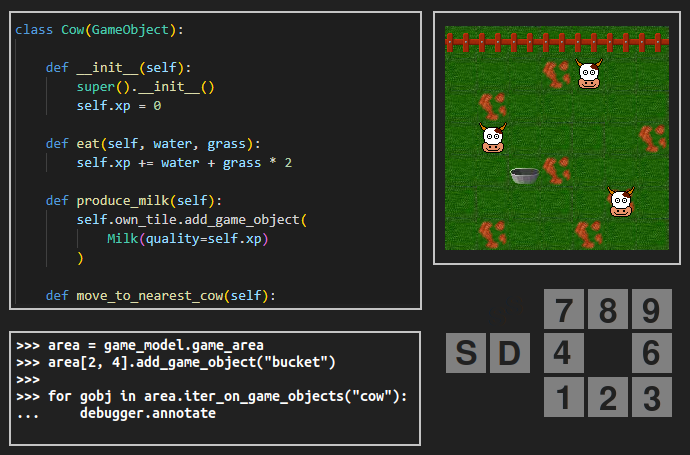 class Cow(GameObject):
def __init__(self):
super().__init__()
self.xp = 0
def eat(self, water, grass):
self.xp += water + grass * 2
def produce_milk(self):
self.own_tile.add_game_object(
Milk(quality=self.xp)
)
def move_to_nearest_cow(self):
>>> area = game_model.game_area
>>> area[2, 4].add_game_object("bucket")
>>>
>>> for gobj in area.iter_on_game_objects("cow"):
... debugger.annotate
7 8 9
S D 4 6
1 2 3